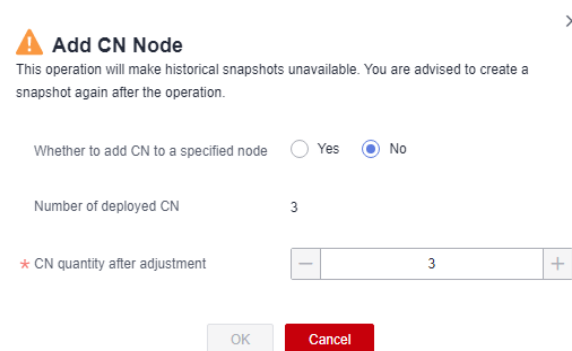 Add CN Node
This operation will make historical snapshots unavailable. You are advised to create a
snapshot again after the operation.
Whether to add CN to a specified node Yes No
Number of deployed CN 3
* CN quantity after adjustment — 3 +
OK Cancel